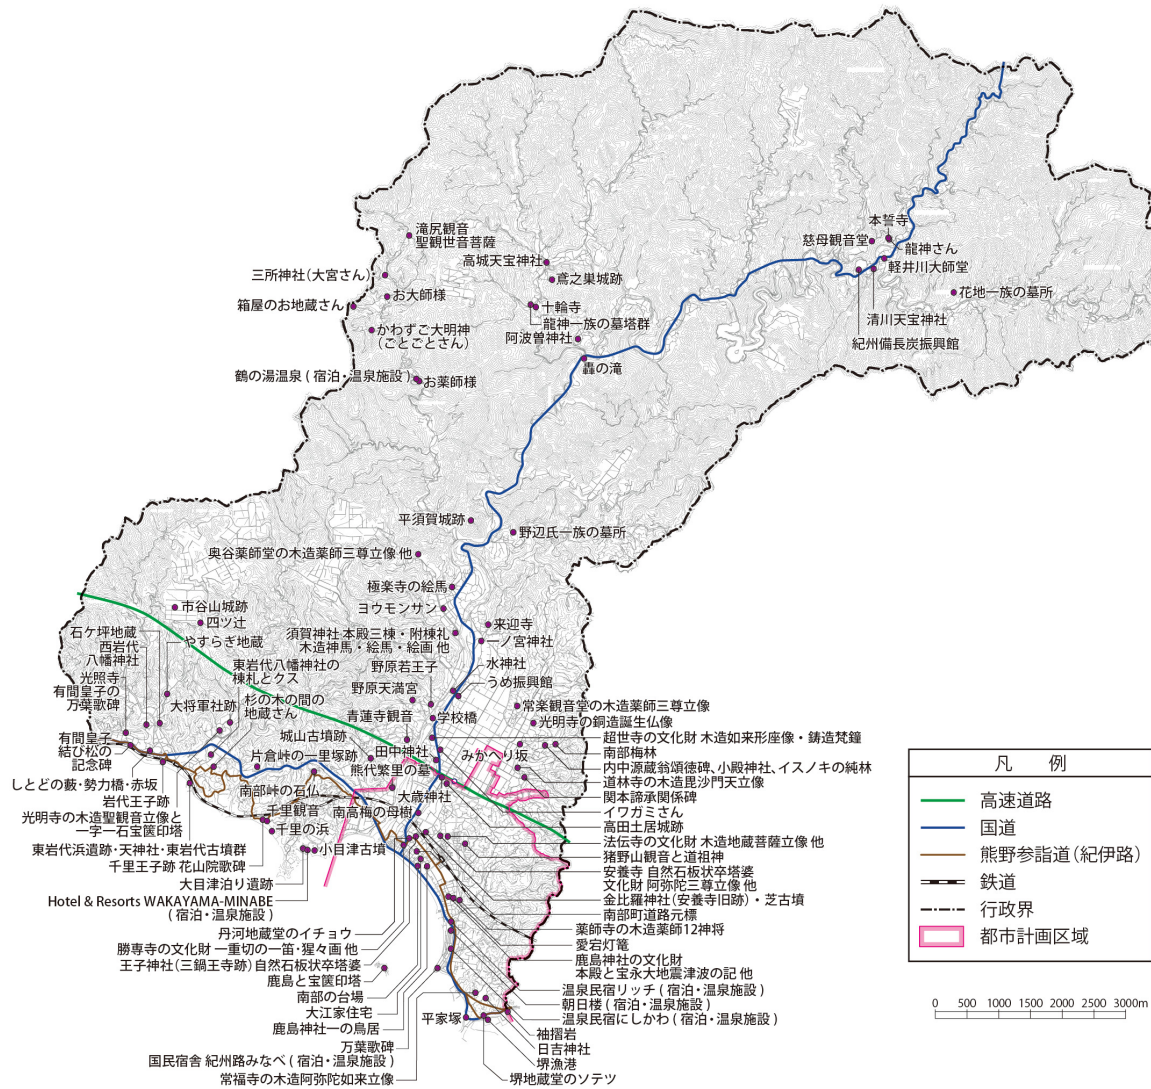 本誓寺
滝尻観音
聖観世音菩薩
慈母観音堂
龍神さん
高城天宝神社
軽井川大師堂
三所神社(大宮さん)
鳶之巣城跡
お大師様
花地一族の墓所
箱屋のお地蔵さん
十輪寺
龍神一族の墓塔群
清川天宝神社
かわずご大明神
(ごとごとさん)
阿波曽神社
紀州備長炭振興館
轟の滝
鶴の湯温泉(宿泊・温泉施設)
お薬師様
平須賀城跡
野辺氏一族の墓所
奥谷薬師堂の木造薬師三尊立像 他
極楽寺の絵馬
市谷山城跡
ヨウモンサン
四ツ辻
来迎寺
石ケ坪地蔵
やすらぎ地蔵
須賀神社 本殿三棟・附棟札
木造神馬・絵馬・絵画 他
一ノ宮神社
西岩代
八幡神社
東岩代八幡神社の
棟札とクス
野原若王子
水神社
光照寺
うめ振興館
有間皇子の
万葉歌碑
大将軍社跡
杉の木の間の
地蔵さん
野原天満宮
常楽観音堂の木造薬師三尊立像
青蓮寺観音
学校橋
光明寺の銅造誕生仏像
有間皇子
結び松の
記念碑
城山古墳跡
超世寺の文化財 木造如来形座像・鋳造梵鐘
片倉峠の一里塚跡
田中神社
みかへり坂
南部梅林
熊代繁里の墓
内中源蔵翁頌徳碑、小殿神社、イスノキの純林
しとどの藪・勢力橋・赤坂
南部峠の石仏
道林寺の木造毘沙門天立像
岩代王子跡
大歳神社
関本諦承関係碑
千里観音
南高梅の母樹
イワガミさん
光明寺の木造聖観音立像と
一字一石宝篋印塔
千里の浜
高田土居城跡
東岩代浜遺跡・天神社・東岩代古墳群
小目津古墳
法伝寺の文化財 木造地蔵菩薩立像 他
千里王子跡 花山院歌碑
猪野山観音と道祖神
大目津泊り遺跡
安養寺 自然石板状卒塔婆
文化財 阿弥陀三尊立像 他
Hotel & Resorts WAKAYAMA-MINABE
(宿泊・温泉施設)
金比羅神社(安養寺旧跡)・芝古墳
南部町道路元標
丹河地蔵堂のイチョウ
薬師寺の木造薬師12神将
勝専寺の文化財 一重切の一笛・猩々画 他
愛宕灯篭
王子神社(三鍋王寺跡)自然石板状卒塔婆
鹿島神社の文化財
本殿と宝永大地震津波の記 他
鹿島と宝篋印塔
南部の台場
温泉民宿リッチ(宿泊・温泉施設)
大江家住宅
朝日楼(宿泊・温泉施設)
鹿島神社一の鳥居
平家塚
温泉民宿にしかわ(宿泊・温泉施設)
袖摺岩
万葉歌碑
日吉神社
国民宿舎 紀州路みなべ(宿泊・温泉施設)
堺漁港
常福寺の木造阿弥陀如来立像
堺地蔵堂のソテツ
凡 例
高速道路
国道
熊野参詣道(紀伊路)
鉄道
行政界
都市計画区域
0 500 1000 1500 2000 3000m